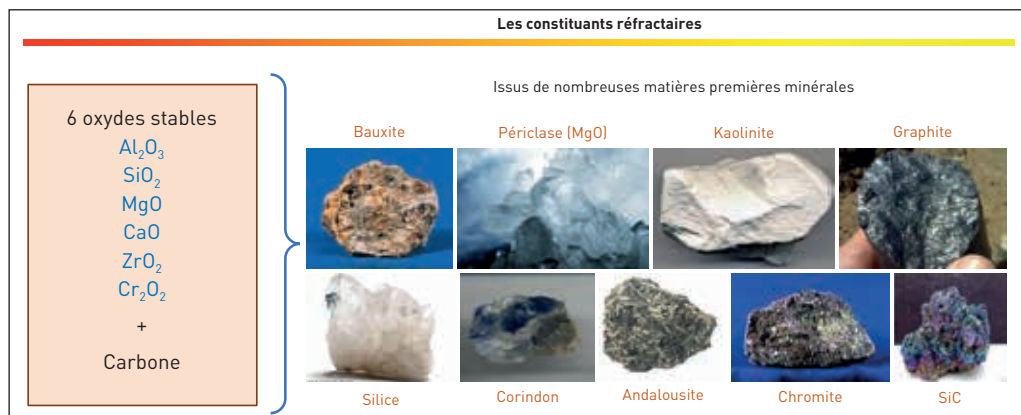 Les constituants réfractaires
6 oxydes stables
Al₂O₃
SiO₂
MgO
CaO
ZrO₂
Cr₂O₂
+
Carbone
Issus de nombreuses matières premières minérales
Bauxite
Périclase (MgO)
Kaolinite
Graphite
Silice
Corindon
Andalousite
Chromite
SiC